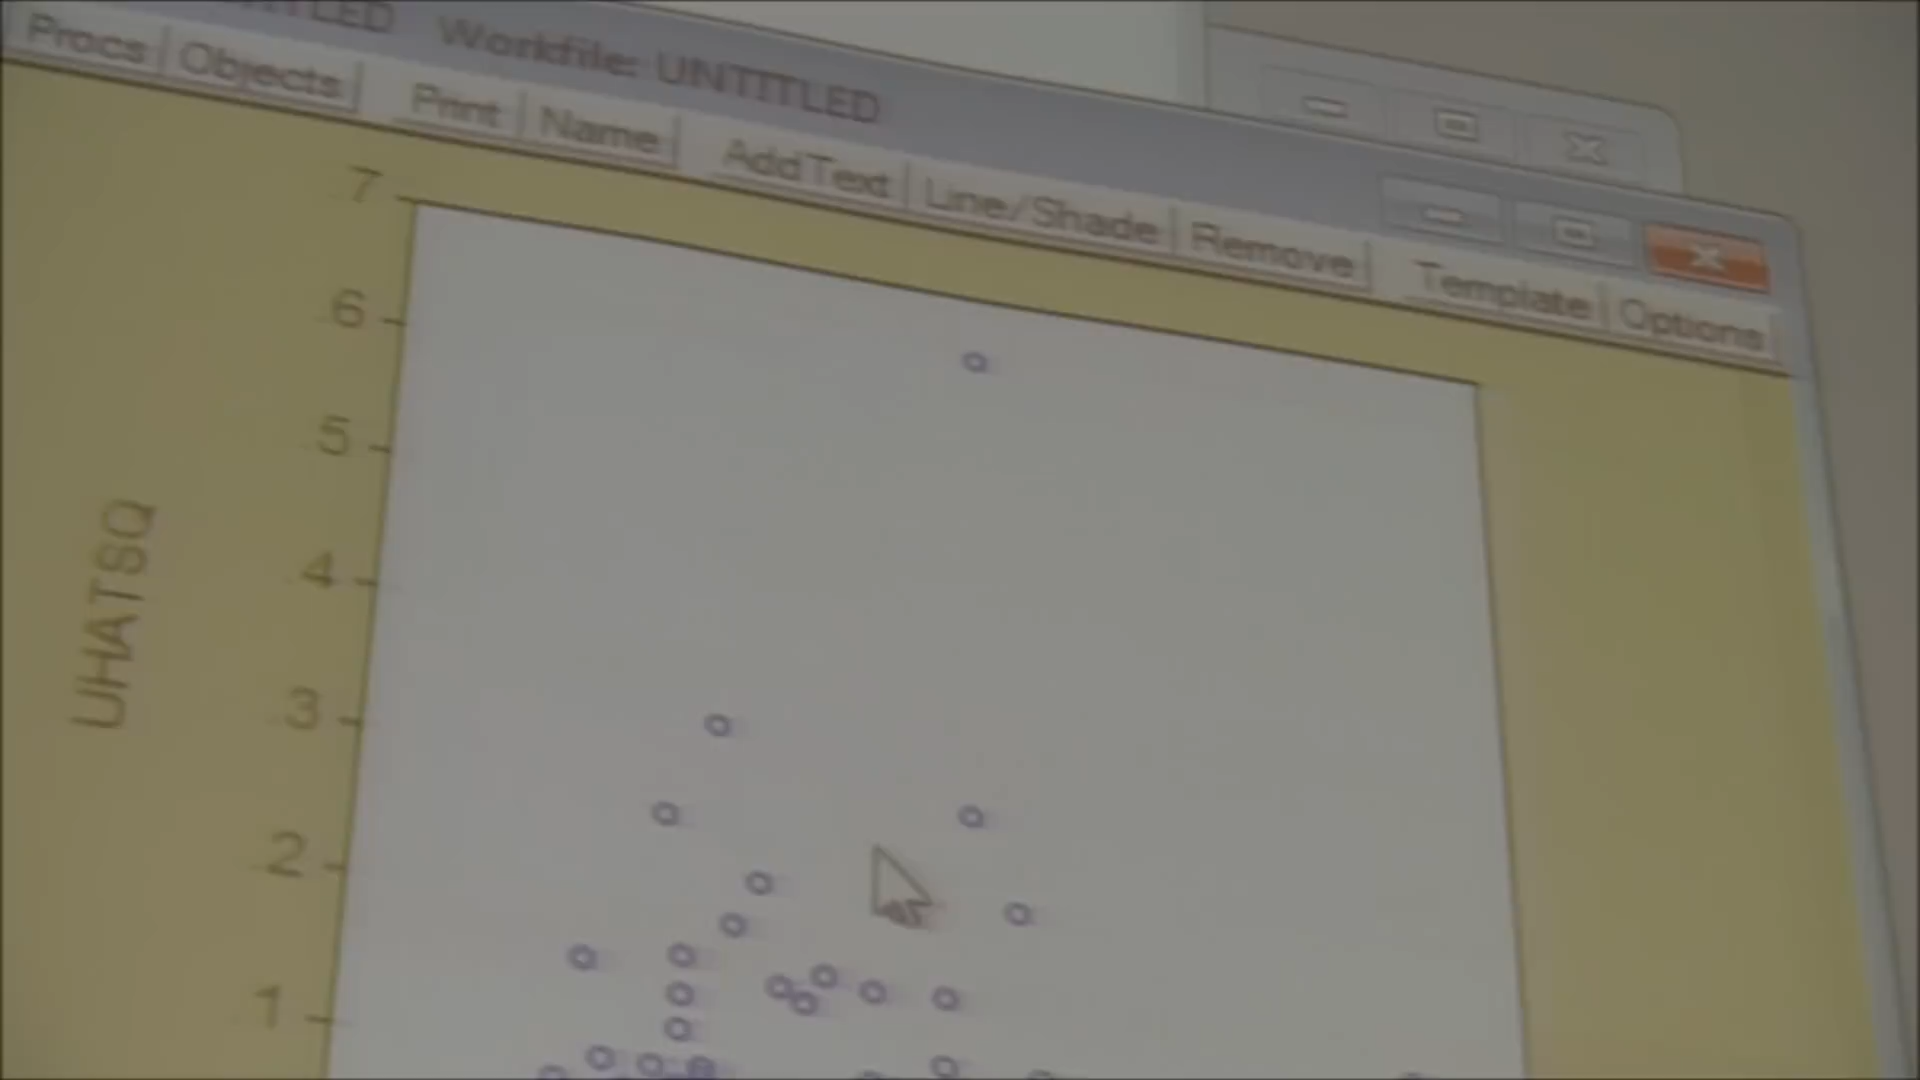 Workfile: UNTITLED
Procs Objects Print Name AddText Line/Shade Remove Template Options
7
6
5
4
3
2
1
UHATSQ